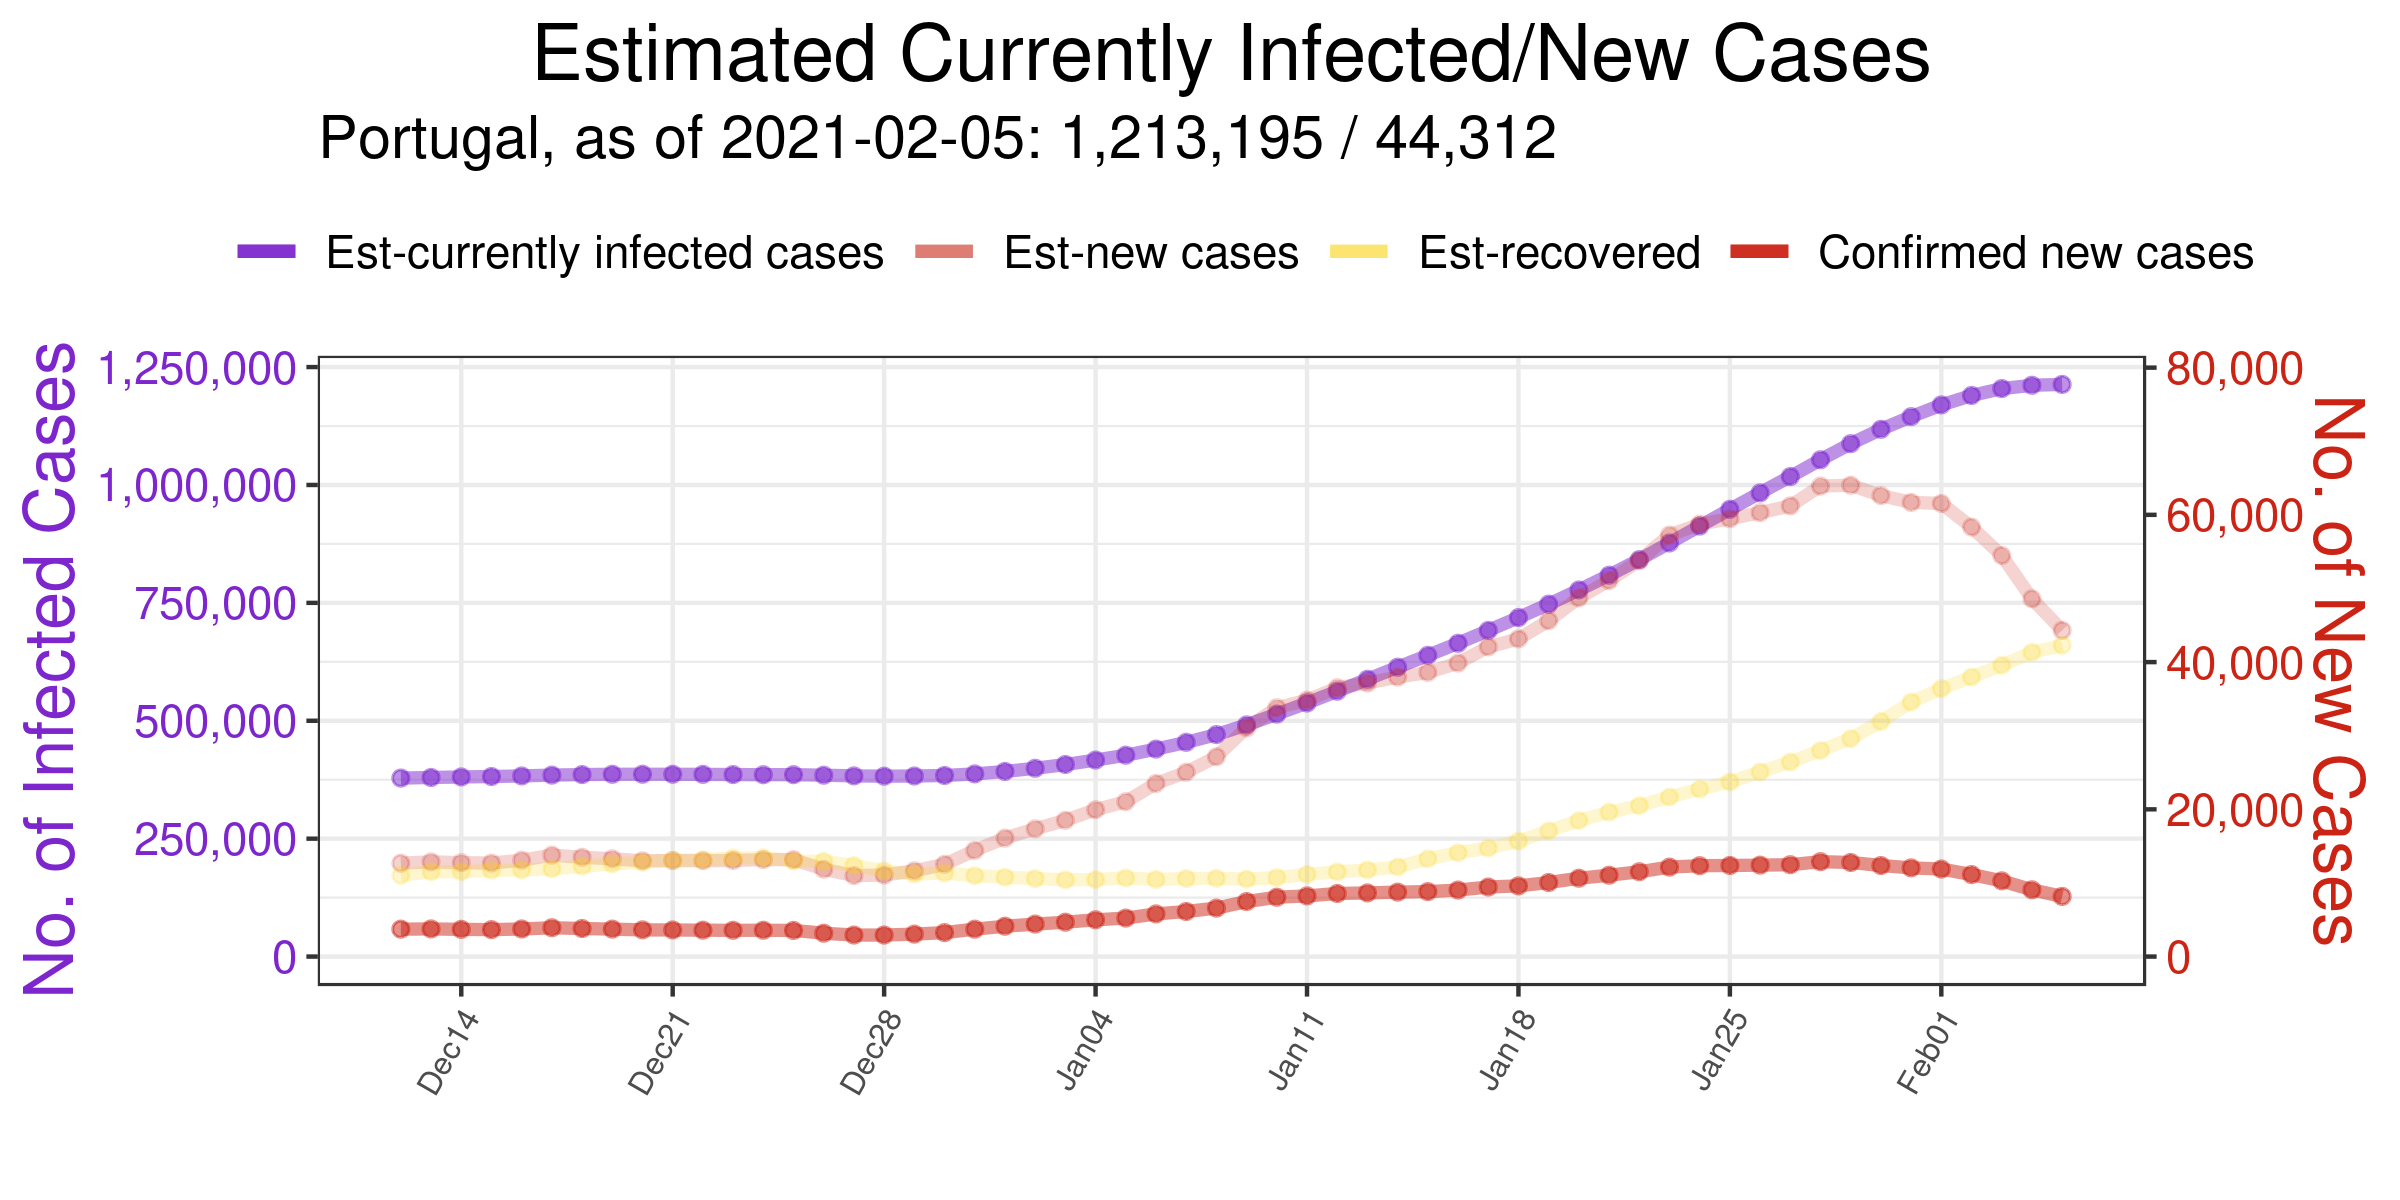 Estimated Currently Infected/New Cases
Portugal, as of 2021-02-05: 1,213,195 / 44,312
Est-currently infected cases Est-new cases Est-recovered Confirmed new cases
No. of Infected Cases
1,250,000
1,000,000
750,000
500,000
250,000
0
80,000
60,000
40,000
20,000
0
No. of New Cases
Dec14 Dec21 Dec28 Jan04 Jan11 Jan18 Jan25 Feb01